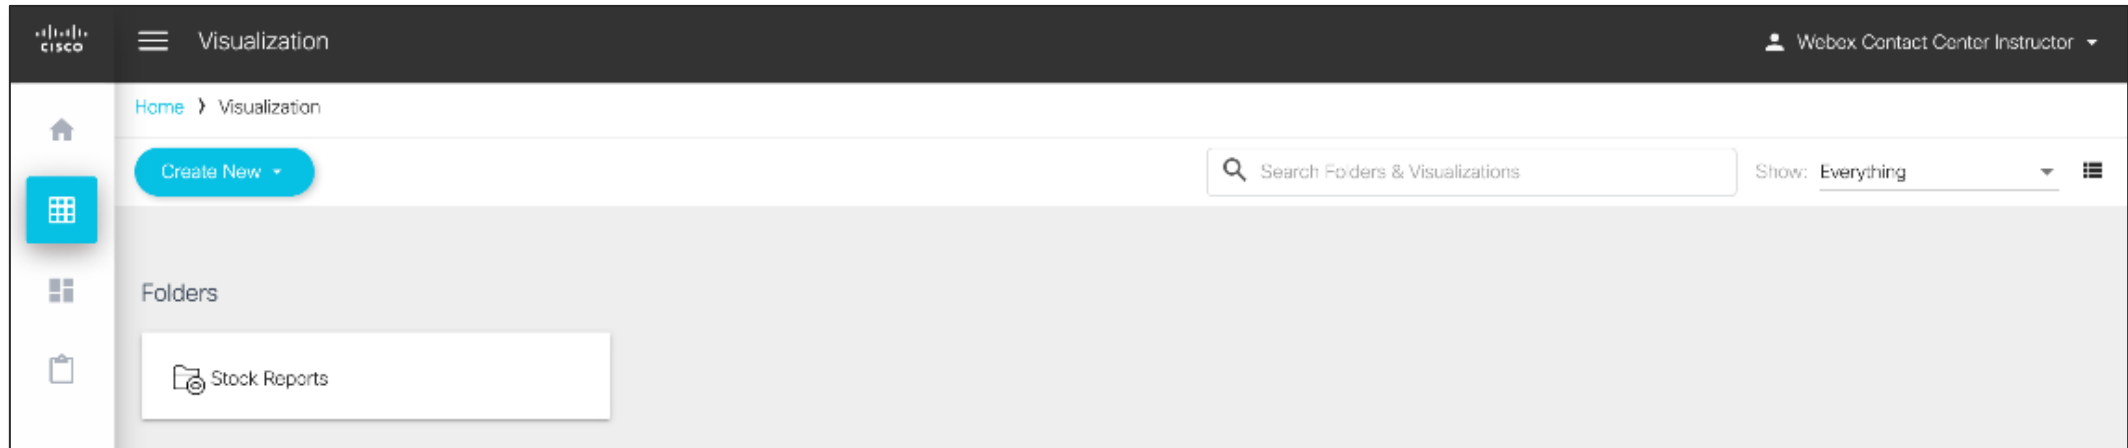 CISCO
Visualization
Webex Contact Center Instructor
Home Visualization
Create New
Search Folders & Visualizations
Show: Everything
Folders
Stock Reports